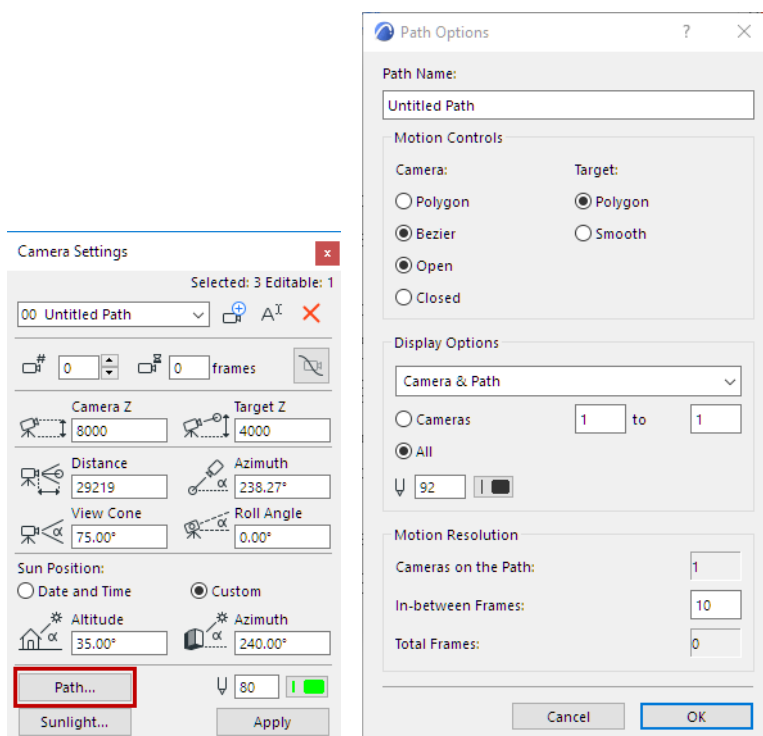 Camera Settings
x
Selected: 3 Editable: 1
00 Untitled Path
A
#
0
0
frames
Camera Z
8000
Target Z
4000
Distance
29219
Azimuth
α
238.27°
View Cone
α
75.00°
Roll Angle
α
0.00°
Sun Position:
Date and Time
Custom
Altitude
α
35.00°
Azimuth
α
240.00°
Path...
80
Sunlight...
Apply
Path Options
?
Path Name:
Untitled Path
Motion Controls
Camera:
Target:
Polygon
Polygon
Bezier
Smooth
Open
Closed
Display Options
Camera & Path
Cameras
1
to
1
All
92
Motion Resolution
Cameras on the Path:
1
In-between Frames:
10
Total Frames:
0
Cancel
OK